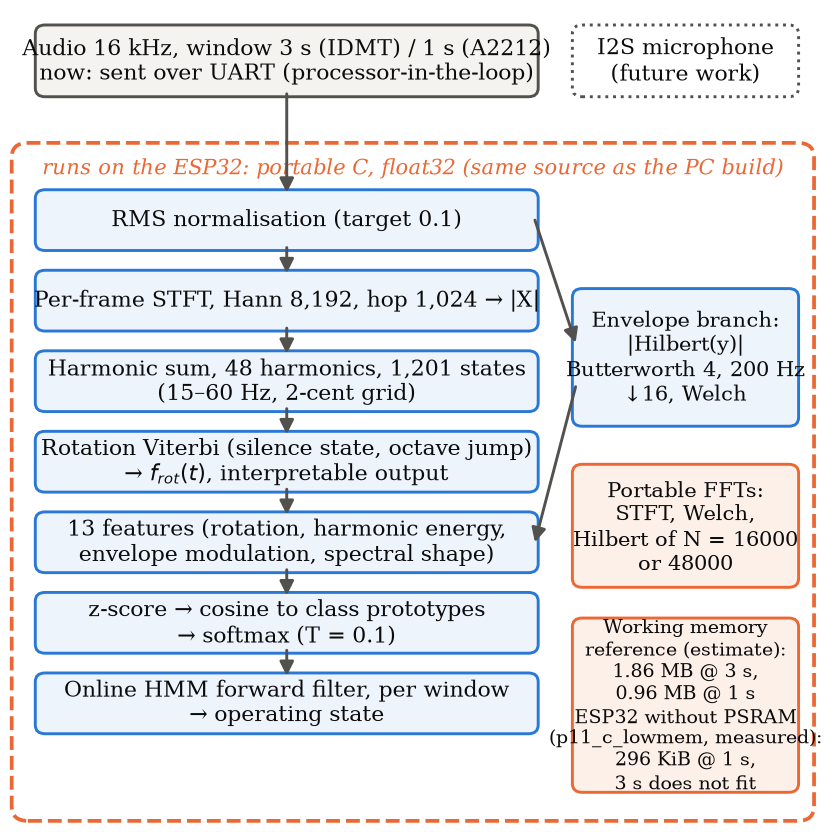 Audio 16 kHz, window 3 s (IDMT) / 1 s (A2212)
now: sent over UART (processor-in-the-loop)
I2S microphone
(future work)
runs on the ESP32: portable C, float32 (same source as the PC build)
RMS normalisation (target 0.1)
Per-frame STFT, Hann 8,192, hop 1,024 → |X|
Harmonic sum, 48 harmonics, 1,201 states
(15–60 Hz, 2-cent grid)
Rotation Viterbi (silence state, octave jump)
→ f_rot(t), interpretable output
13 features (rotation, harmonic energy,
envelope modulation, spectral shape)
z-score → cosine to class prototypes
→ softmax (T = 0.1)
Online HMM forward filter, per window
→ operating state
Envelope branch:
|Hilbert(y)|
Butterworth 4, 200 Hz
↓16, Welch
Portable FFTs:
STFT, Welch,
Hilbert of N = 16000
or 48000
Working memory
reference (estimate):
1.86 MB @ 3 s,
0.96 MB @ 1 s
ESP32 without PSRAM
(p11_c_lowmem, measured):
296 KiB @ 1 s,
3 s does not fit